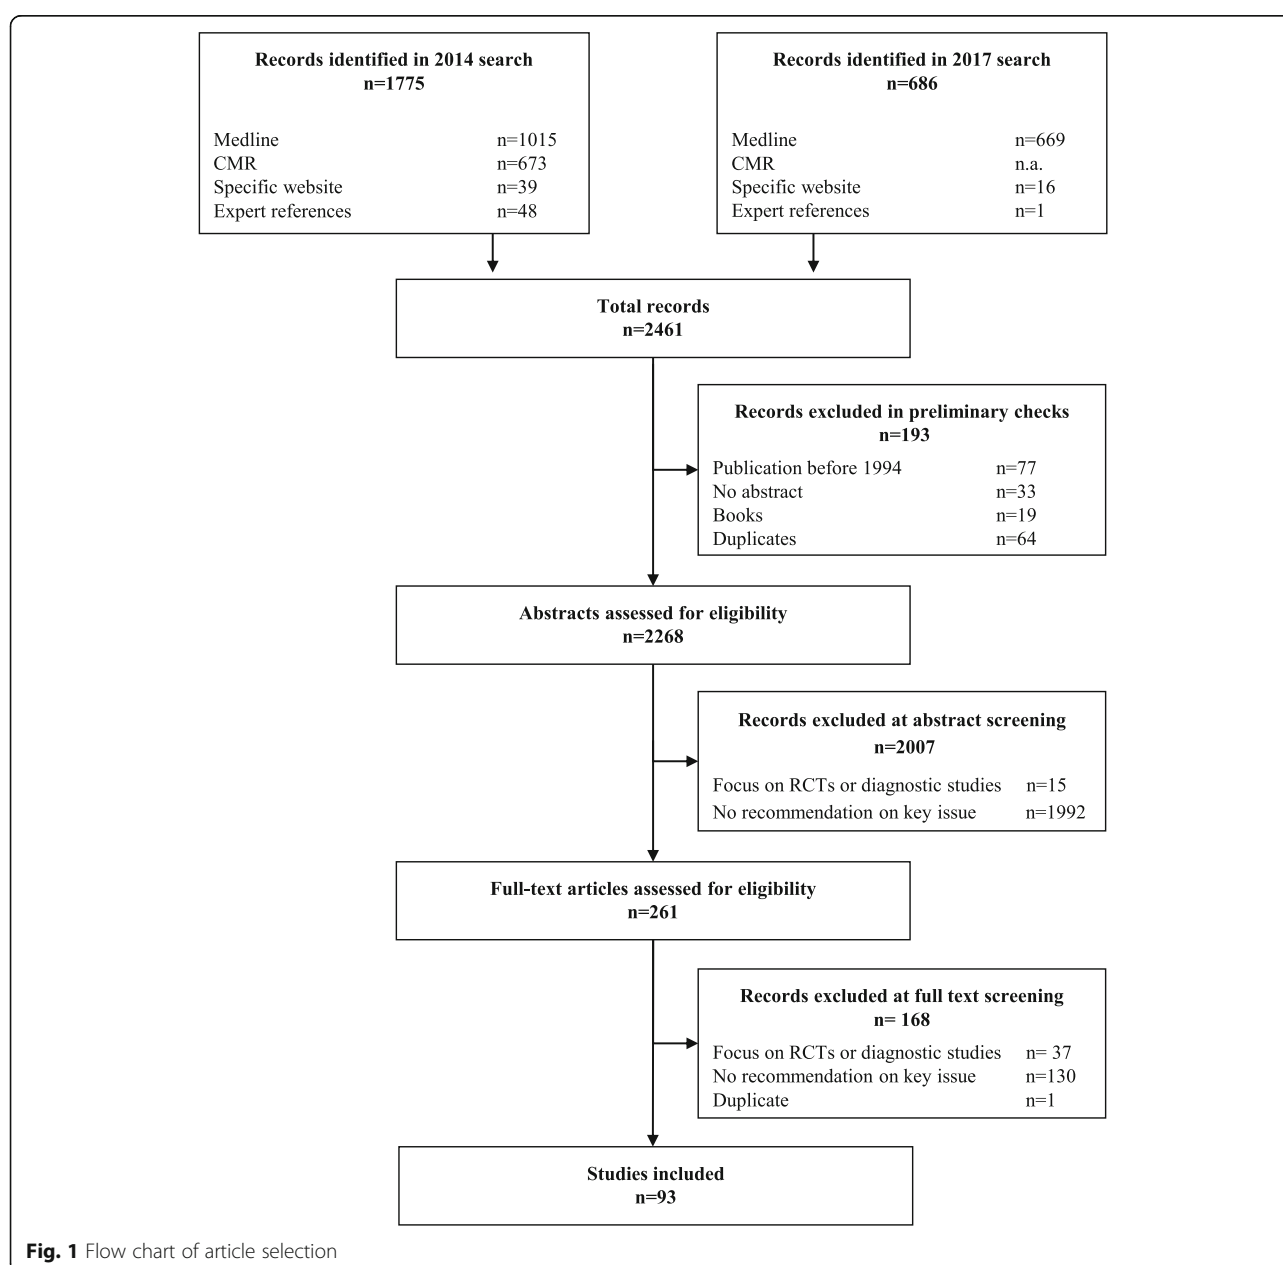 Records identified in 2014 search
n=1775
Medline n=1015
CMR n=673
Specific website n=39
Expert references n=48
Records identified in 2017 search
n=686
Medline n=669
CMR n.a.
Specific website n=16
Expert references n=1
Total records
n=2461
Records excluded in preliminary checks
n=193
Publication before 1994 n=77
No abstract n=33
Books n=19
Duplicates n=64
Abstracts assessed for eligibility
n=2268
Records excluded at abstract screening
n=2007
Focus on RCTs or diagnostic studies n=15
No recommendation on key issue n=1992
Full-text articles assessed for eligibility
n=261
Records excluded at full text screening
n= 168
Focus on RCTs or diagnostic studies n= 37
No recommendation on key issue n=130
Duplicate n=1
Studies included
n=93
Fig. 1 Flow chart of article selection